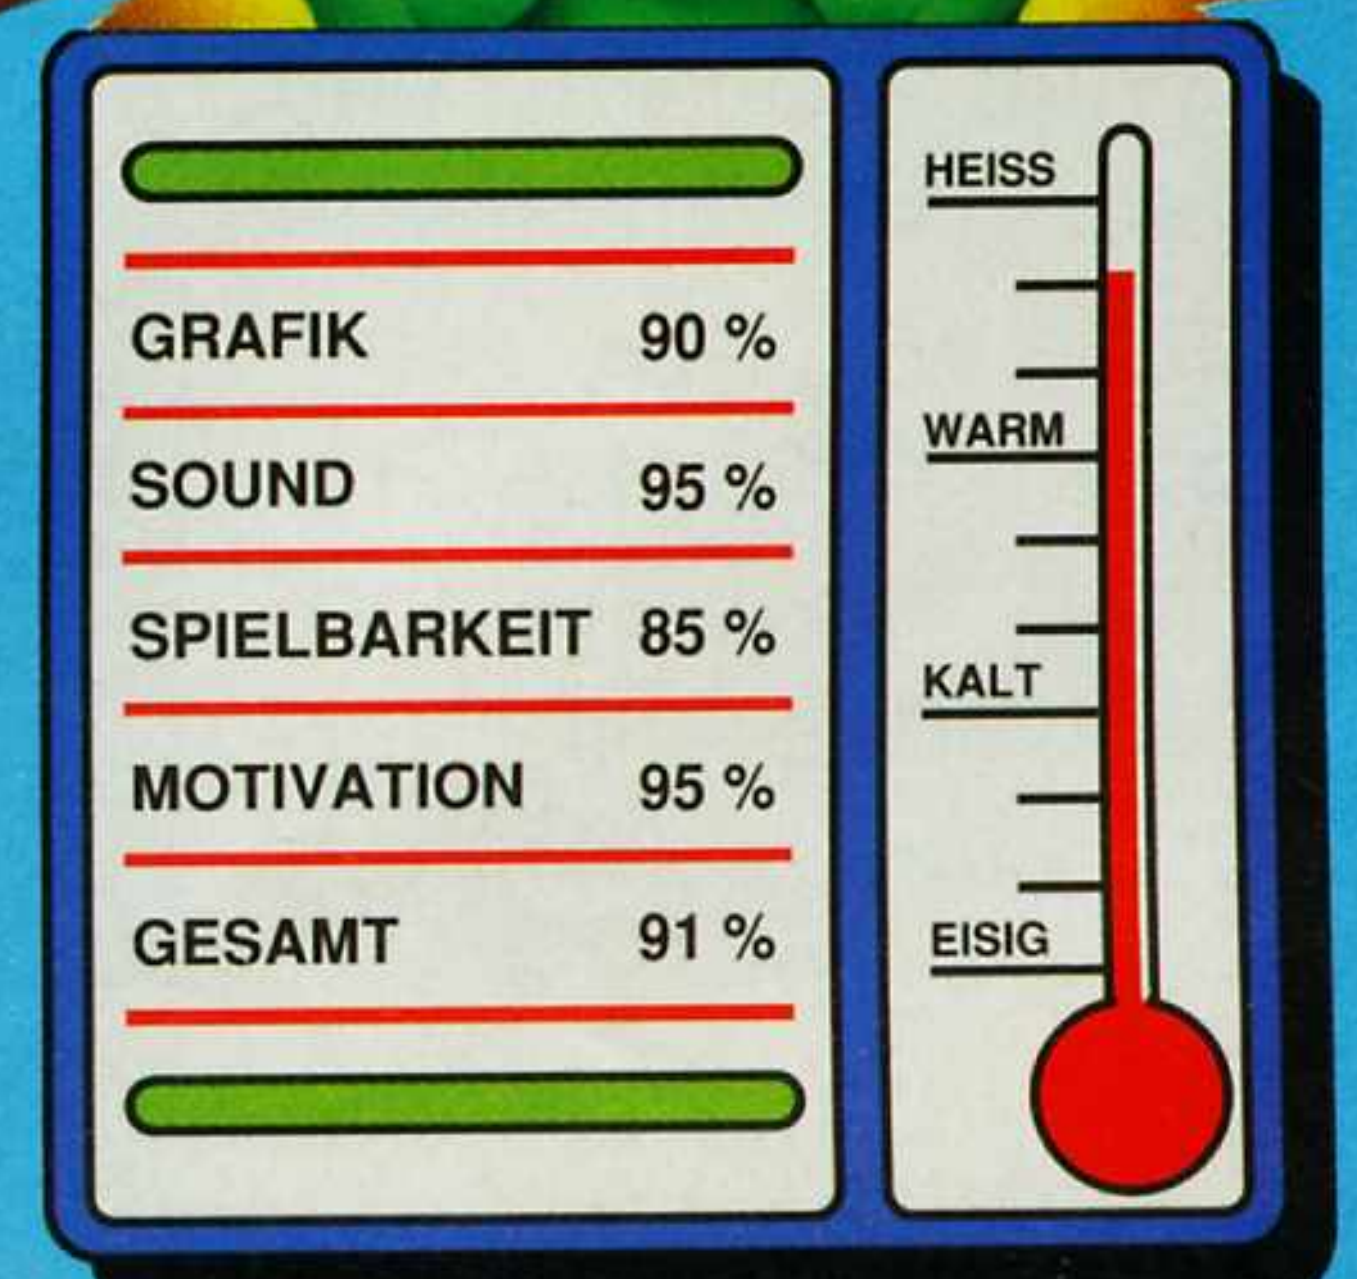 GRAFIK 90 %
SOUND 95 %
SPIELBARKEIT 85 %
MOTIVATION 95 %
GESAMT 91 %
HEISS
WARM
KALT
EISIG